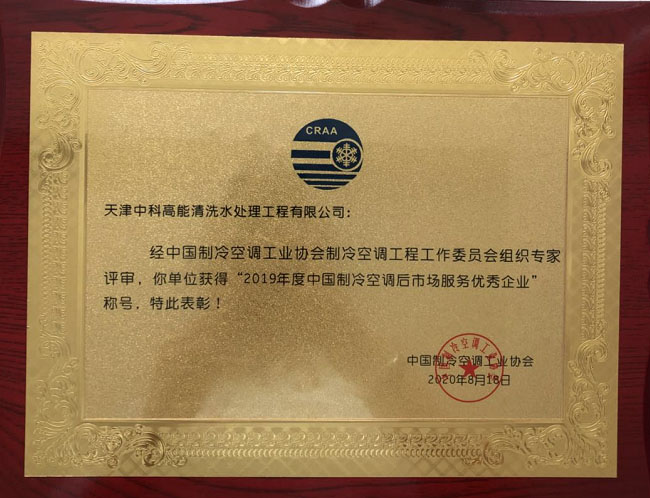 CRAA
天津中科高能清洗水处理工程有限公司：
经中国制冷空调工业协会制冷空调工程工作委员会组织专家
评审，你单位获得“2019年度中国制冷空调后市场服务优秀企业”
称号，特此表彰！
中国制冷空调工业协会
2020年8月18日